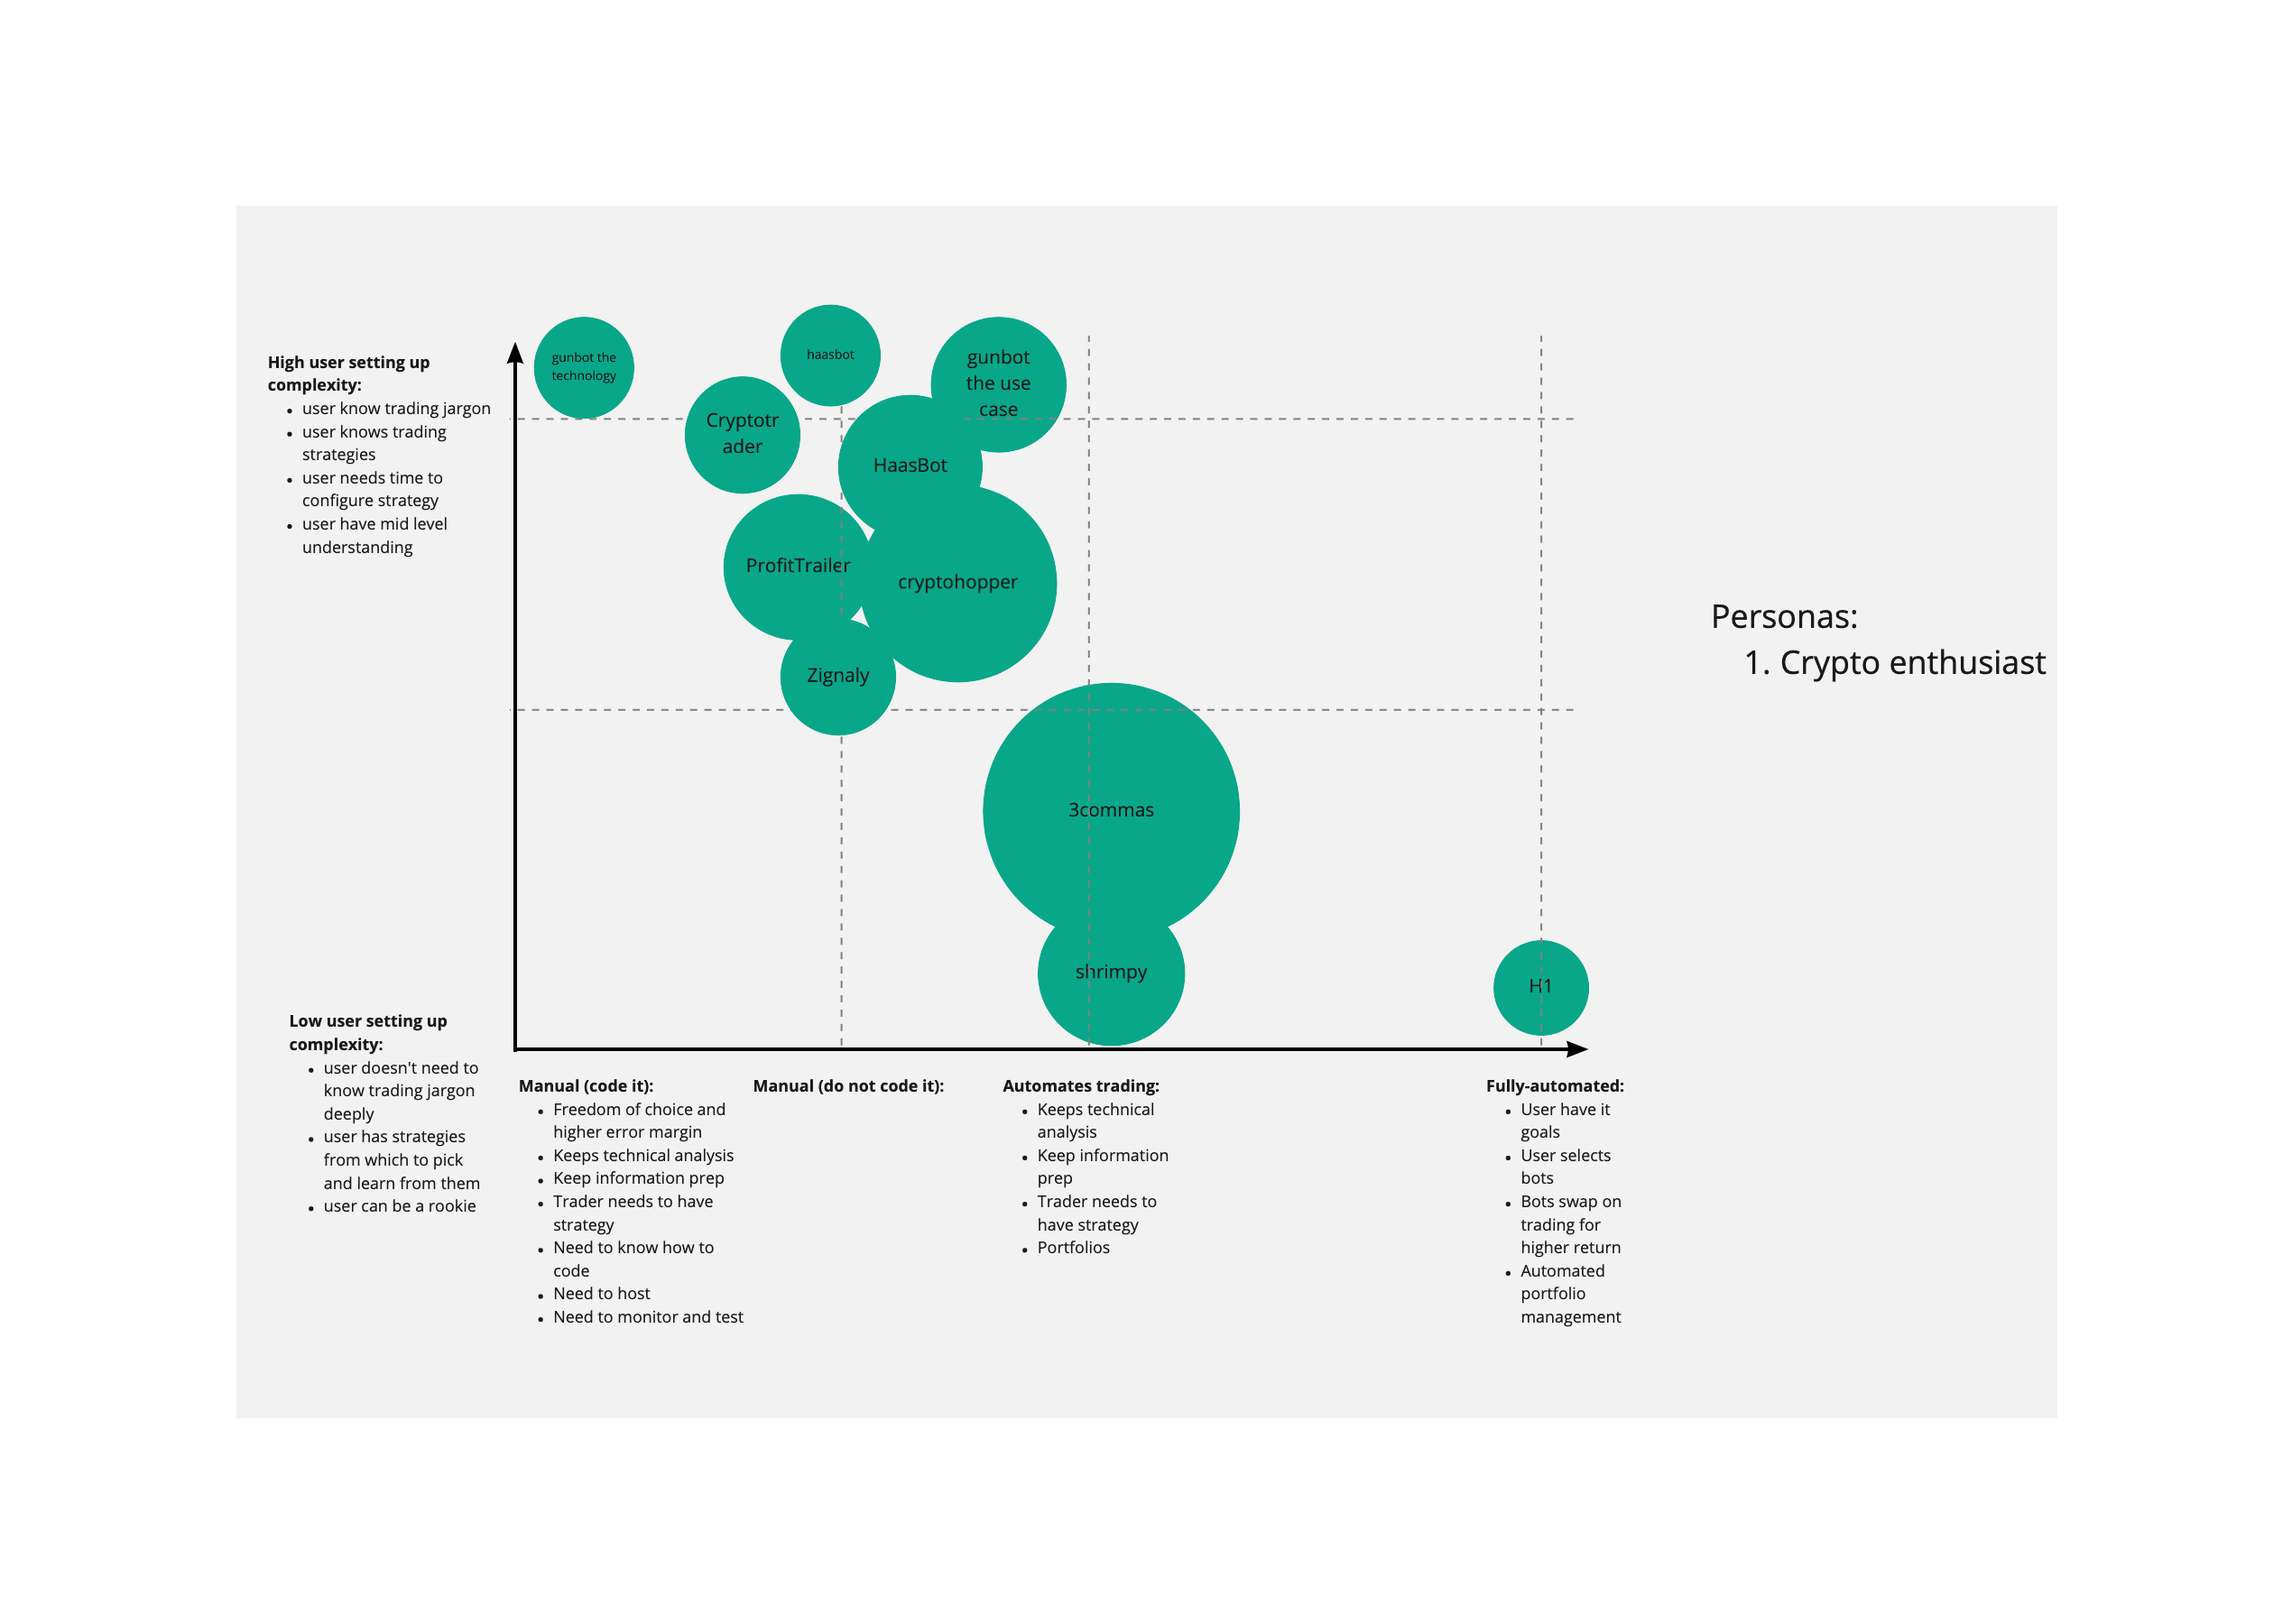 High user setting up
complexity:
• user know trading jargon
• user knows trading
strategies
• user needs time to
configure strategy
• user have mid level
understanding
gunbot the
technology
haasbot
gunbot
the use
case
Cryptotr
ader
HaasBot
ProfitTrailer
cryptohopper
Zignaly
3commas
shrimpy
H1
Personas:
1. Crypto enthusiast
Low user setting up
complexity:
• user doesn't need to
know trading jargon
deeply
• user has strategies
from which to pick
and learn from them
• user can be a rookie
Manual (code it):
• Freedom of choice and
higher error margin
• Keeps technical analysis
• Keep information prep
• Trader needs to have
strategy
• Need to know how to
code
• Need to host
• Need to monitor and test
Manual (do not code it):
Automates trading:
• Keeps technical
analysis
• Keep information
prep
• Trader needs to
have strategy
• Portfolios
Fully-automated:
• User have it
goals
• User selects
bots
• Bots swap on
trading for
higher return
• Automated
portfolio
management